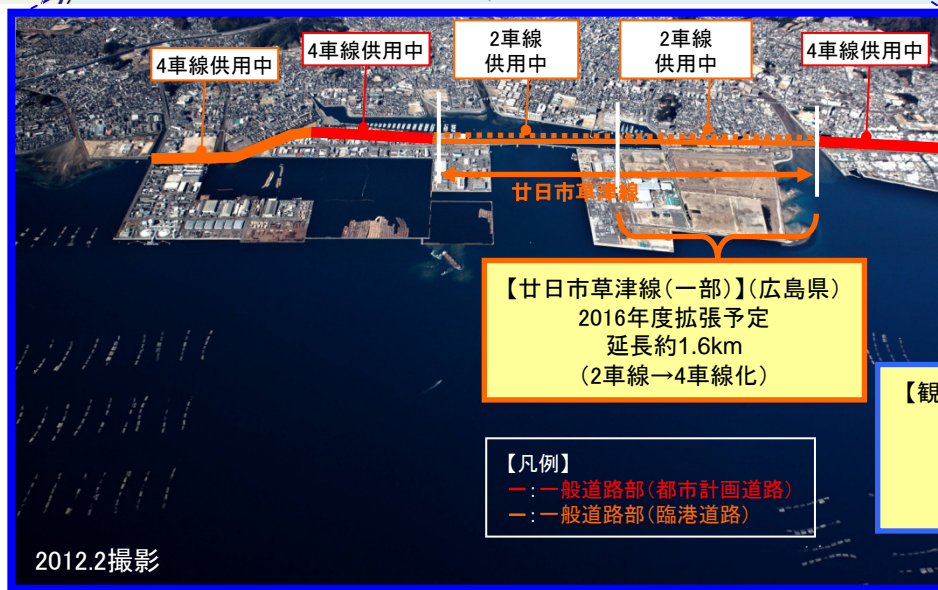 4車線供用中
4車線供用中
2車線
供用中
2車線
供用中
4車線供用中
廿日市草津線
【廿日市草津線(一部)】(広島県)
2016年度拡張予定
延長約1.6km
(2車線→4車線化)
【観
【凡例】
ー：一般道路部(都市計画道路)
ー：一般道路部(臨港道路)
2012.2撮影